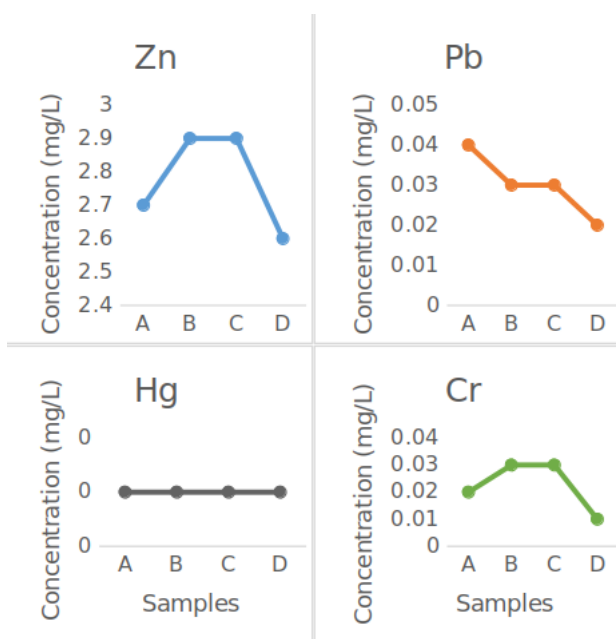 Zn
Concentration (mg/L)
3
2.9
2.8
2.7
2.6
2.5
2.4
A B C D
Pb
Concentration (mg/L)
0.05
0.04
0.03
0.02
0.01
0
A B C D
Hg
Concentration (mg/L)
0
0
0
A B C D
Samples
Cr
Concentration (mg/L)
0.04
0.03
0.02
0.01
0
A B C D
Samples